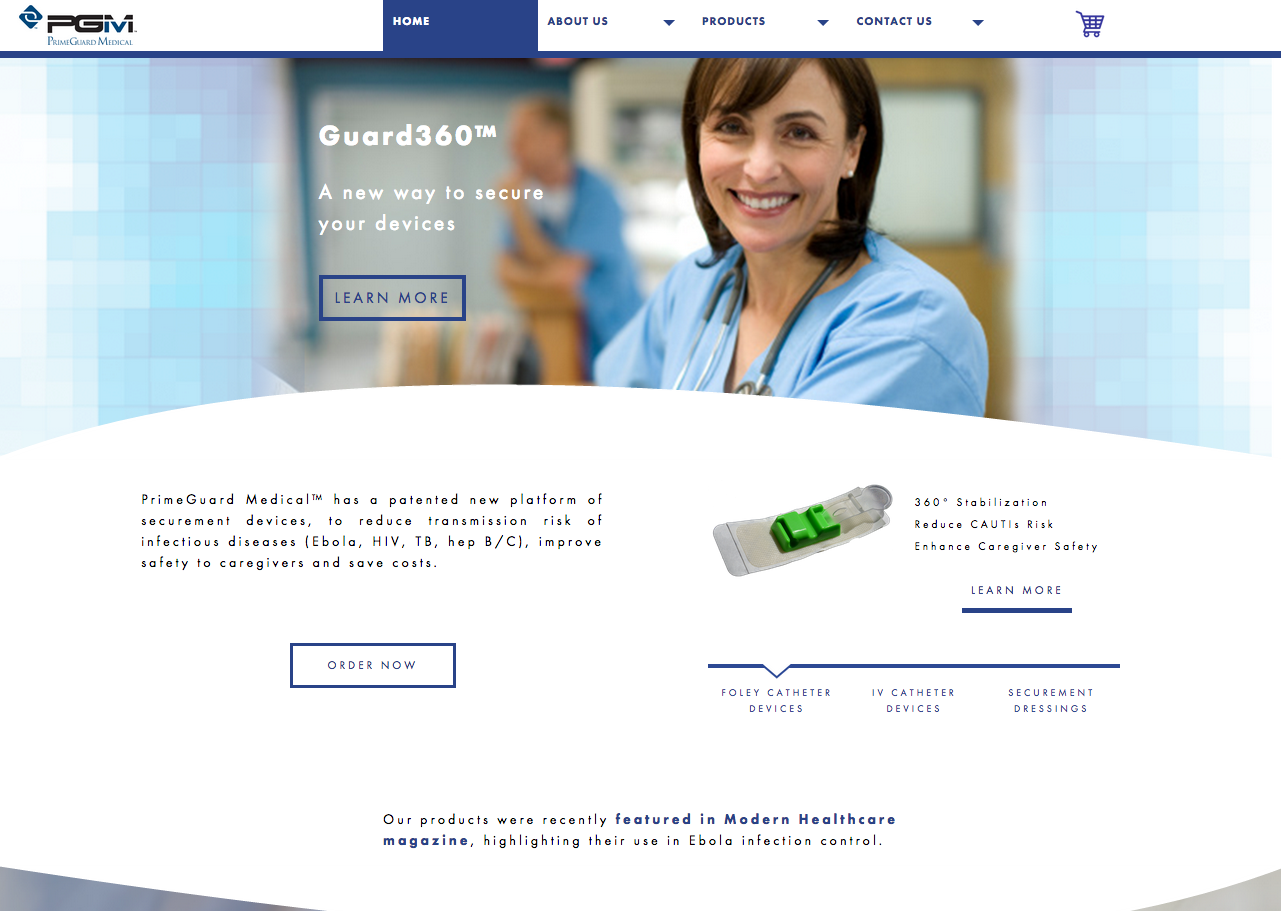 PGM™
PRIMEGUARD MEDICAL
HOME
ABOUT US
PRODUCTS
CONTACT US
Guard360™
A new way to secure
your devices
LEARN MORE
PrimeGuard Medical™ has a patented new platform of
securement devices, to reduce transmission risk of
infectious diseases (Ebola, HIV, TB, hep B/C), improve
safety to caregivers and save costs.
ORDER NOW
360° Stabilization
Reduce CAUTIs Risk
Enhance Caregiver Safety
LEARN MORE
FOLEY CATHETER
DEVICES
IV CATHETER
DEVICES
SECUREMENT
DRESSINGS
Our products were recently featured in Modern Healthcare
magazine, highlighting their use in Ebola infection control.